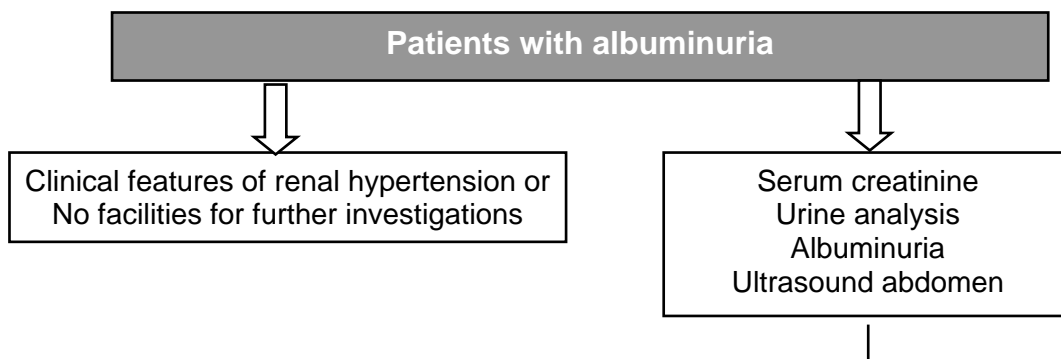 Patients with albuminuria
Clinical features of renal hypertension or
No facilities for further investigations
Serum creatinine
Urine analysis
Albuminuria
Ultrasound abdomen